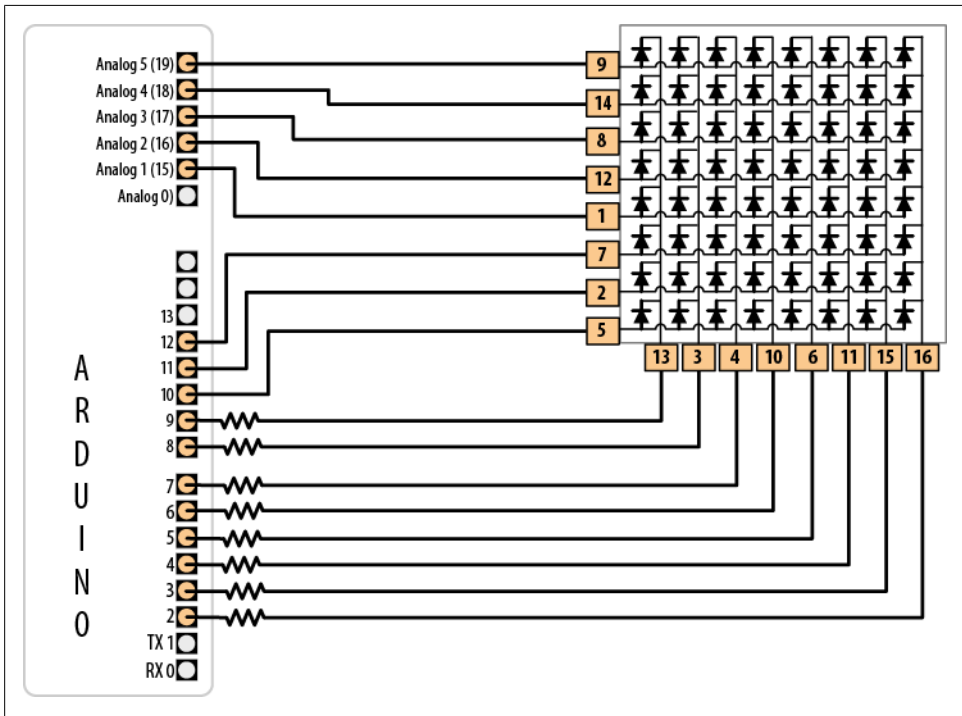 Analog 5 (19)
Analog 4 (18)
Analog 3 (17)
Analog 2 (16)
Analog 1 (15)
Analog 0)
13
12
11
10
9
8
7
6
5
4
3
2
TX 1
RX 0
ARDUINO
9
14
8
12
1
7
2
5
13 3 4 10 6 11 15 16